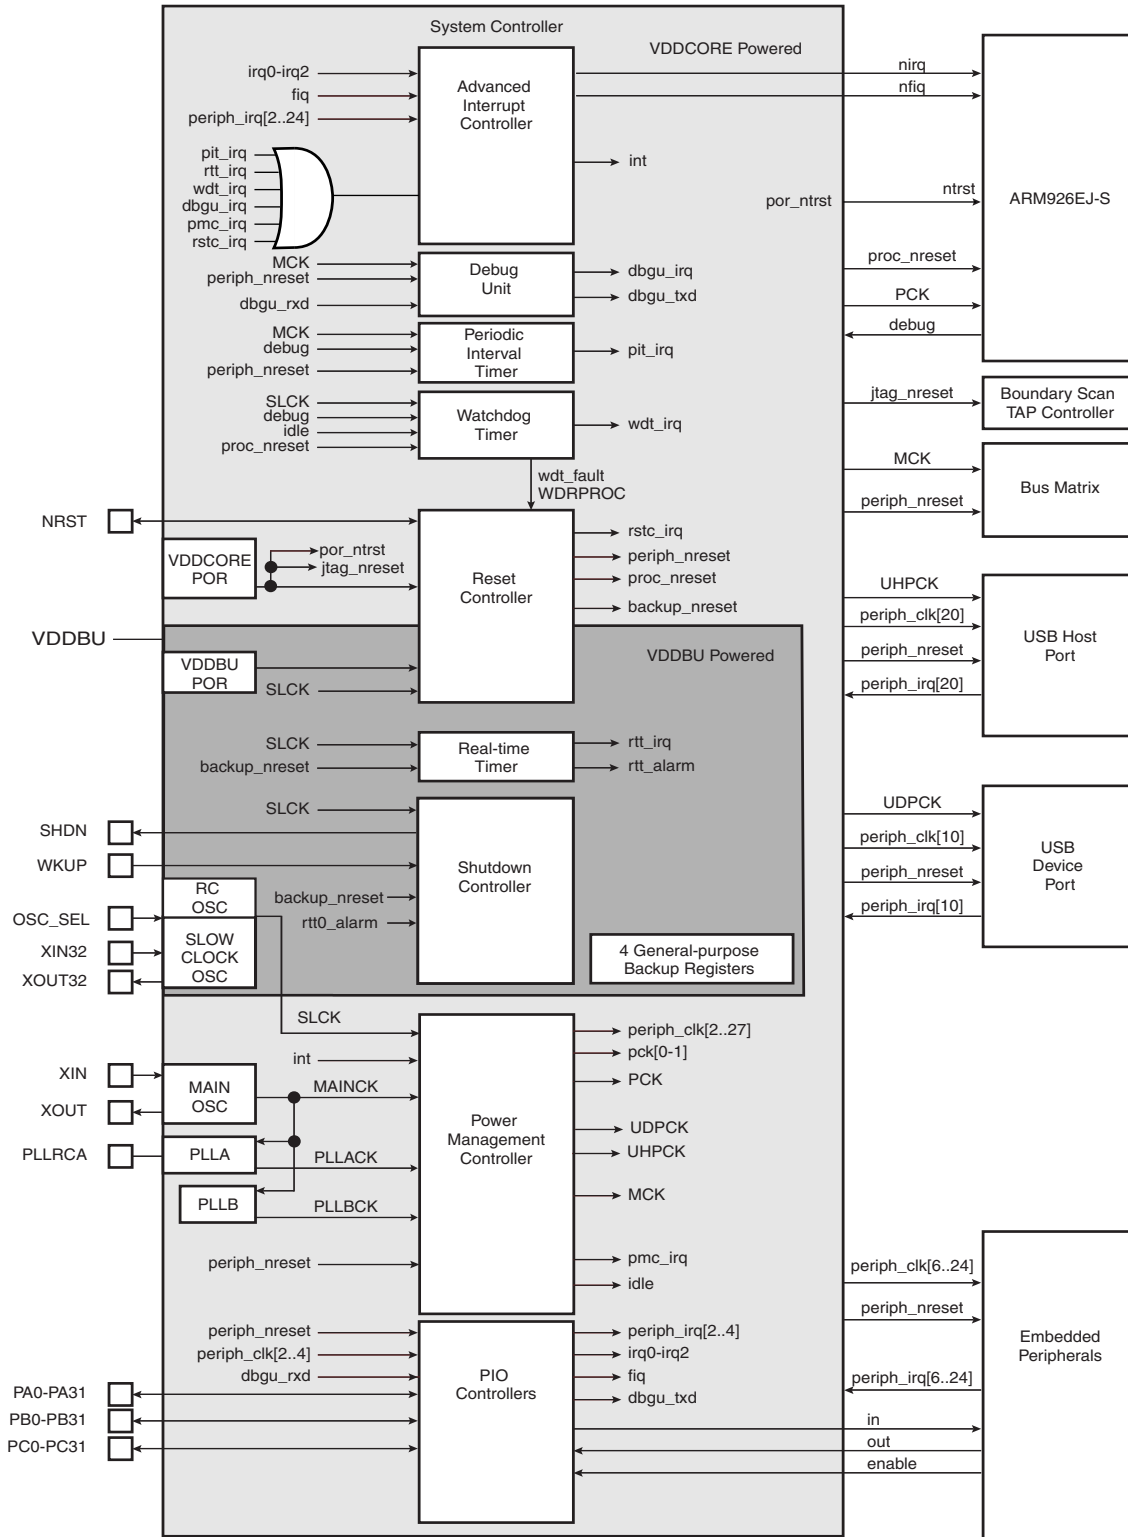 System Controller
VDDCORE Powered
irq0-irq2
fiq
periph_irq[2..24]
Advanced
Interrupt
Controller
nirq
nfiq
int
pit_irq
rtt_irq
wdt_irq
dbgu_irq
pmc_irq
rstc_irq
por_ntrst
ntrst
ARM926EJ-S
proc_nreset
PCK
debug
MCK
periph_nreset
dbgu_rxd
Debug
Unit
dbgu_irq
dbgu_txd
MCK
debug
periph_nreset
Periodic
Interval
Timer
pit_irq
SLCK
debug
idle
proc_nreset
Watchdog
Timer
wdt_irq
jtag_nreset
Boundary Scan
TAP Controller
wdt_fault
WDRPROC
MCK
periph_nreset
Bus Matrix
NRST
VDDCORE
POR
por_ntrst
jtag_nreset
Reset
Controller
rstc_irq
periph_nreset
proc_nreset
backup_nreset
VDDBU
VDDBU Powered
VDDBU
POR
SLCK
UHPCK
periph_clk[20]
periph_nreset
periph_irq[20]
USB Host
Port
SLCK
backup_nreset
Real-time
Timer
rtt_irq
rtt_alarm
SLCK
SHDN
WKUP
backup_nreset
rtt0_alarm
Shutdown
Controller
UDPCK
periph_clk[10]
periph_nreset
periph_irq[10]
USB
Device
Port
RC
OSC
OSC_SEL
XIN32
XOUT32
SLOW
CLOCK
OSC
4 General-purpose
Backup Registers
SLCK
int
XIN
XOUT
MAIN
OSC
MAINCK
PLLRCA
PLLA
PLLACK
PLLB
PLLBCK
periph_nreset
Power
Management
Controller
periph_clk[2..27]
pck[0-1]
PCK
UDPCK
UHPCK
MCK
pmc_irq
idle
periph_nreset
periph_clk[2..4]
dbgu_rxd
PA0-PA31
PB0-PB31
PC0-PC31
PIO
Controllers
periph_irq[2..4]
irq0-irq2
fiq
dbgu_txd
periph_clk[6..24]
periph_nreset
periph_irq[6..24]
in
out
enable
Embedded
Peripherals